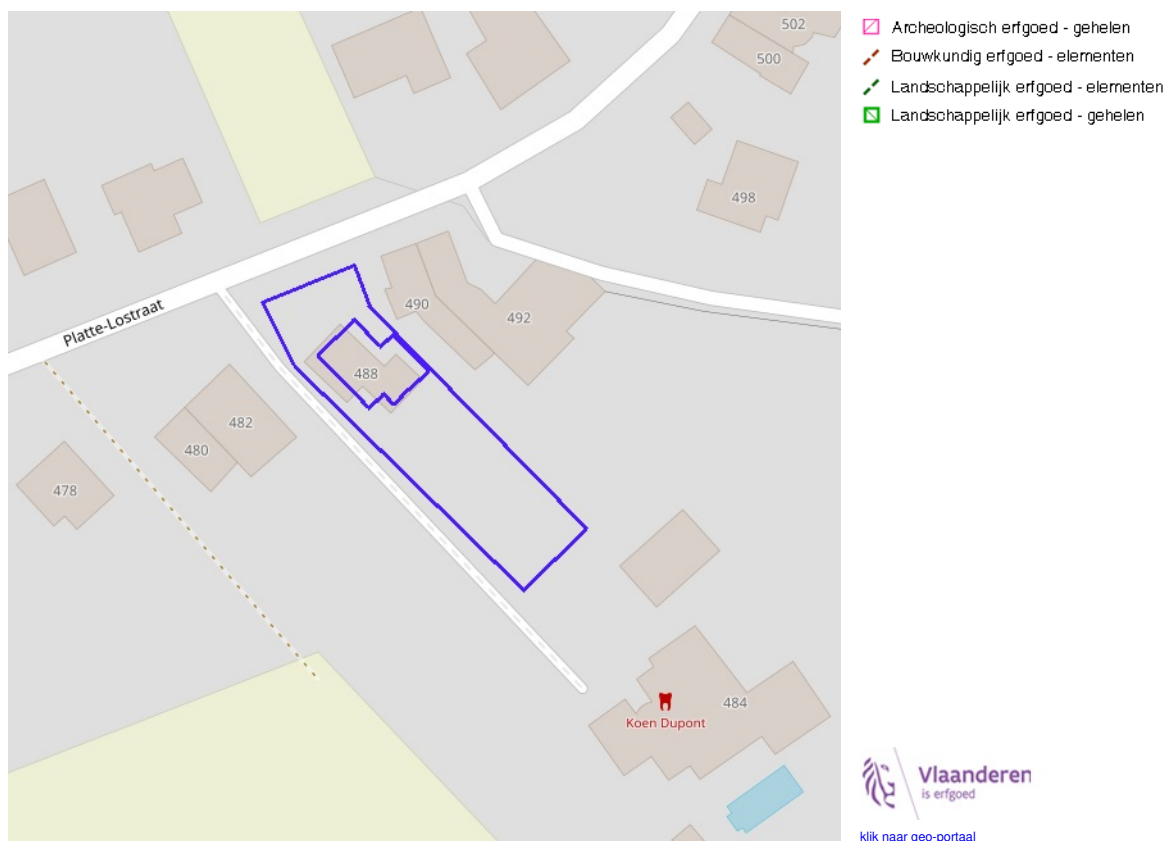 502
500
498
490
492
Platte-Lostraat
488
482
480
478
484
Koen Dupont
Archeologisch erfgoed - gehelen
Bouwkundig erfgoed - elementen
Landschappelijk erfgoed - elementen
Landschappelijk erfgoed - gehelen
Vlaanderen
is erfgoed
klik naar geo-portaal